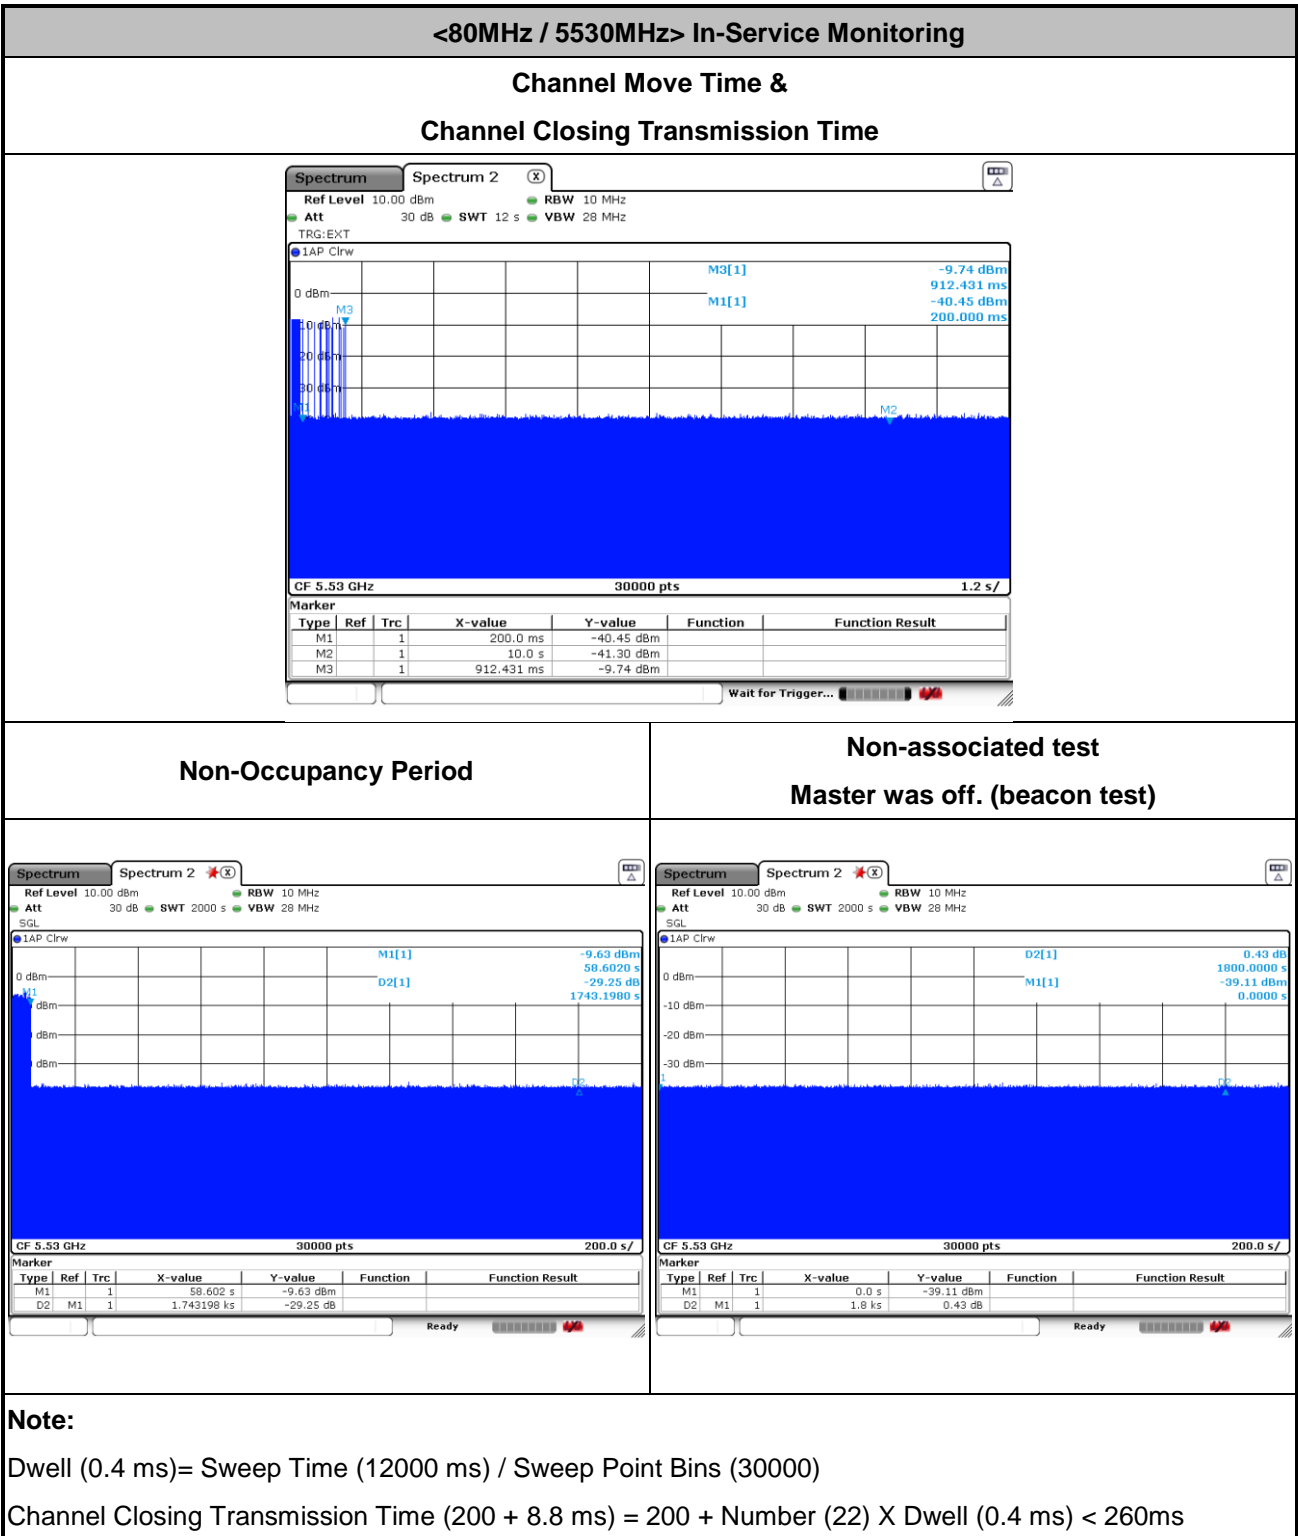 <80MHz / 5530MHz> In-Service Monitoring
Channel Move Time &
Channel Closing Transmission Time
Spectrum Spectrum 2 X
Ref Level 10.00 dBm RBW 10 MHz
Att 30 dB SWT 12 s VBW 28 MHz
TRG:EXT
1AP Clrw
M3[1] -9.74 dBm
912.431 ms
0 dBm
M1[1] -40.45 dBm
200.000 ms
M3
-10 dBm
-20 dBm
-30 dBm
M1
M2
CF 5.53 GHz 30000 pts 1.2 s/
Marker
Type Ref Trc X-value Y-value Function Function Result
M1 1 200.0 ms -40.45 dBm
M2 1 10.0 s -41.30 dBm
M3 1 912.431 ms -9.74 dBm
Wait for Trigger...
Non-Occupancy Period
Non-associated test
Master was off. (beacon test)
Spectrum Spectrum 2 X
Ref Level 10.00 dBm RBW 10 MHz
Att 30 dB SWT 2000 s VBW 28 MHz
SGL
1AP Clrw
M1[1] -9.63 dBm
58.6020 s
0 dBm
D2[1] -29.25 dB
1743.1980 s
M1
dBm
dBm
dBm
D2
CF 5.53 GHz 30000 pts 200.0 s/
Marker
Type Ref Trc X-value Y-value Function Function Result
M1 1 58.602 s -9.63 dBm
D2 M1 1 1.743198 ks -29.25 dB
Ready
Spectrum Spectrum 2 X
Ref Level 10.00 dBm RBW 10 MHz
Att 30 dB SWT 2000 s VBW 28 MHz
SGL
1AP Clrw
D2[1] 0.43 dB
1800.0000 s
0 dBm
M1[1] -39.11 dBm
0.0000 s
-10 dBm
-20 dBm
-30 dBm
1
D2
CF 5.53 GHz 30000 pts 200.0 s/
Marker
Type Ref Trc X-value Y-value Function Function Result
M1 1 0.0 s -39.11 dBm
D2 M1 1 1.8 ks 0.43 dB
Ready
Note:
Dwell (0.4 ms)= Sweep Time (12000 ms) / Sweep Point Bins (30000)
Channel Closing Transmission Time (200 + 8.8 ms) = 200 + Number (22) X Dwell (0.4 ms) < 260ms